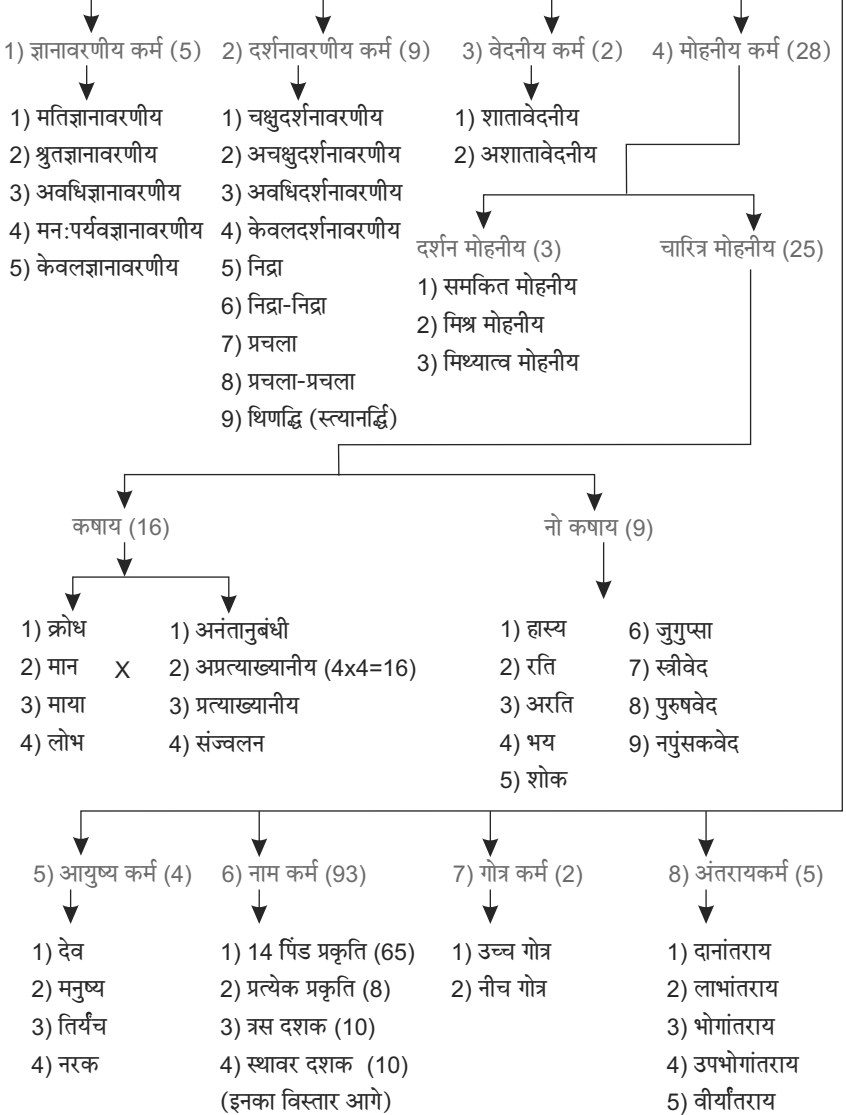 1) ज्ञानावरणीय कर्म (5)
2) दर्शनावरणीय कर्म (9)
3) वेदनीय कर्म (2)
4) मोहनीय कर्म (28)
1) मतिज्ञानावरणीय
2) श्रुतज्ञानावरणीय
3) अवधिज्ञानावरणीय
4) मन:पर्यवज्ञानावरणीय
5) केवलज्ञानावरणीय
1) चक्षुदर्शनावरणीय
2) अचक्षुदर्शनावरणीय
3) अवधिदर्शनावरणीय
4) केवलदर्शनावरणीय
5) निद्रा
6) निद्रा-निद्रा
7) प्रचला
8) प्रचला-प्रचला
9) थिणद्धि (स्त्यानर्द्धि)
1) शातावेदनीय
2) अशातावेदनीय
दर्शन मोहनीय (3)
1) समकित मोहनीय
2) मिश्र मोहनीय
3) मिथ्यात्व मोहनीय
चारित्र मोहनीय (25)
कषाय (16)
1) क्रोध
2) मान
3) माया
4) लोभ
X
1) अनंतानुबंधी
2) अप्रत्याख्यानीय (4x4=16)
3) प्रत्याख्यानीय
4) संज्वलन
नो कषाय (9)
1) हास्य
2) रति
3) अरति
4) भय
5) शोक
6) जुगुप्सा
7) स्त्रीवेद
8) पुरुषवेद
9) नपुंसकवेद
5) आयुष्य कर्म (4)
1) देव
2) मनुष्य
3) तिर्यंच
4) नरक
6) नाम कर्म (93)
1) 14 पिंड प्रकृति (65)
2) प्रत्येक प्रकृति (8)
3) त्रस दशक (10)
4) स्थावर दशक (10)
(इनका विस्तार आगे)
7) गोत्र कर्म (2)
1) उच्च गोत्र
2) नीच गोत्र
8) अंतरायकर्म (5)
1) दानांतराय
2) लाभांतराय
3) भोगांतराय
4) उपभोगांतराय
5) वीर्यांतराय